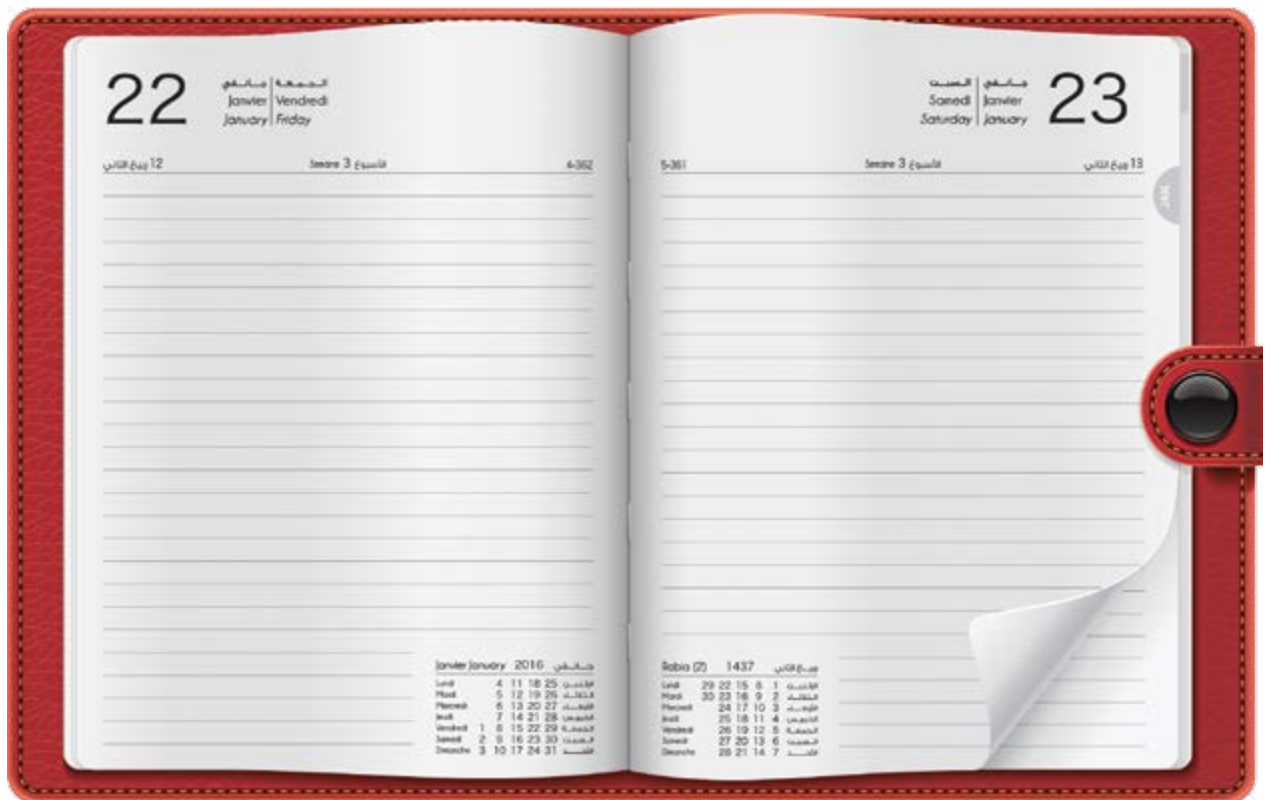 22
جانفي | الجمعة
Janvier | Vendredi
January | Friday
12 ربيع الثاني Semaine 3 الأسبوع 4-362
Janvier January 2016 جانفي
Lundi 4 11 18 25 الإثنين
Mardi 5 12 19 26 الثلاثاء
Mercredi 6 13 20 27 الأربعاء
Jeudi 7 14 21 28 الخميس
Vendredi 1 8 15 22 29 الجمعة
Samedi 2 9 16 23 30 السبت
Dimanche 3 10 17 24 31 الأحد
السبت | جانفي
Samedi | Janvier
Saturday | January
23
5-361 Semaine 3 الأسبوع 13 ربيع الثاني
JAN
Rabia (2) 1437 ربيع الثاني
Lundi 29 22 15 8 1 الإثنين
Mardi 30 23 16 9 2 الثلاثاء
Mercredi 24 17 10 3 الأربعاء
Jeudi 25 18 11 4 الخميس
Vendredi 26 19 12 5 الجمعة
Samedi 27 20 13 6 السبت
Dimanche 28 21 14 7 الأحد